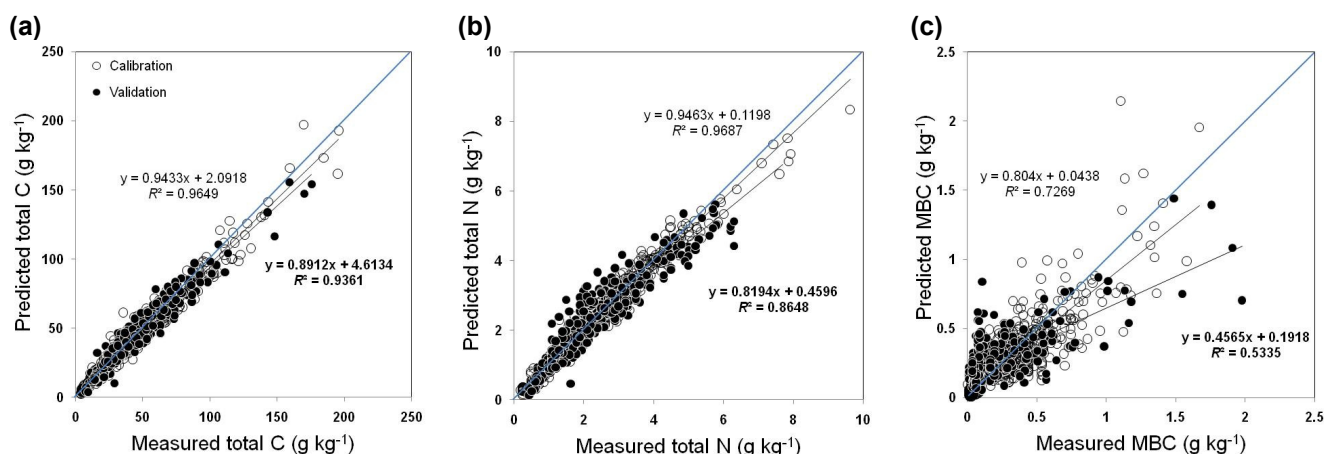 (a)
250
200
150
100
50
0
0 50 100 150 200 250
Predicted total C (g kg⁻¹)
Measured total C (g kg⁻¹)
Calibration
Validation
y = 0.9433x + 2.0918
R² = 0.9649
y = 0.8912x + 4.6134
R² = 0.9361
(b)
10
8
6
4
2
0
0 2 4 6 8 10
Predicted total N (g kg⁻¹)
Measured total N (g kg⁻¹)
y = 0.9463x + 0.1198
R² = 0.9687
y = 0.8194x + 0.4596
R² = 0.8648
(c)
2.5
2
1.5
1
0.5
0
0 0.5 1 1.5 2 2.5
Predicted MBC (g kg⁻¹)
Measured MBC (g kg⁻¹)
y = 0.804x + 0.0438
R² = 0.7269
y = 0.4565x + 0.1918
R² = 0.5335